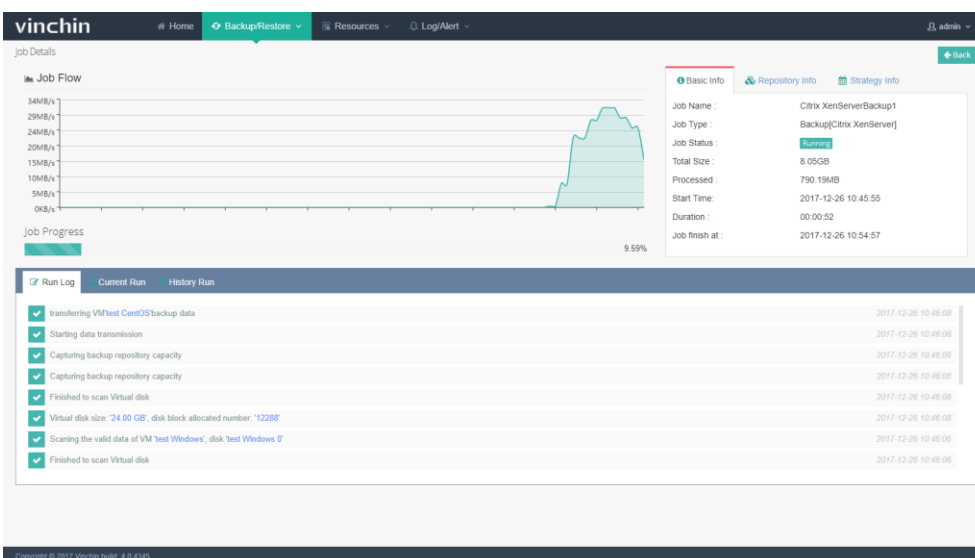 vinchin
Home
Backup/Restore
Resources
Log/Alert
admin
Job Details
Back
Job Flow
34MB/s
29MB/s
24MB/s
20MB/s
15MB/s
10MB/s
5MB/s
0KB/s
Job Progress
9.59%
Basic Info
Repository Info
Strategy Info
Job Name : Citrix XenServerBackup1
Job Type : Backup[Citrix XenServer]
Job Status : Running
Total Size : 8.05GB
Processed : 790.19MB
Start Time: 2017-12-26 10:45:55
Duration : 00:00:52
Job finish at : 2017-12-26 10:54:57
Run Log
Current Run
History Run
transferring VM'test CentOS'backup data 2017-12-26 10:46:08
Starting data transmission 2017-12-26 10:46:08
Capturing backup repository capacity 2017-12-26 10:46:08
Capturing backup repository capacity 2017-12-26 10:46:08
Finished to scan Virtual disk 2017-12-26 10:46:08
Virtual disk size: '24.00 GB', disk block allocated number: '12288' 2017-12-26 10:46:08
Scaning the valid data of VM 'test Windows', disk 'test Windows 0' 2017-12-26 10:46:06
Finished to scan Virtual disk 2017-12-26 10:46:06
Copyright © 2017 Vinchin build: 4.0.4345